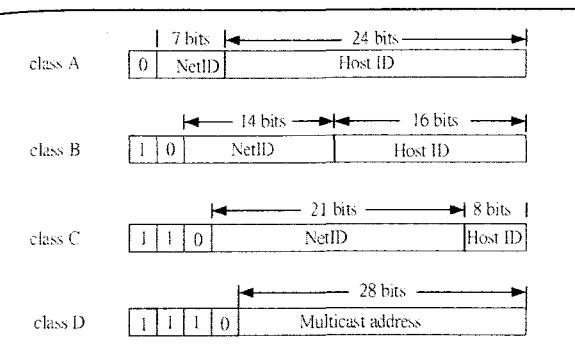 7 bits 24 bits
class A 0 NetID Host ID
14 bits 16 bits
class B 1 0 NetID Host ID
21 bits 8 bits
class C 1 1 0 NetID Host ID
28 bits
class D 1 1 1 0 Multicast address